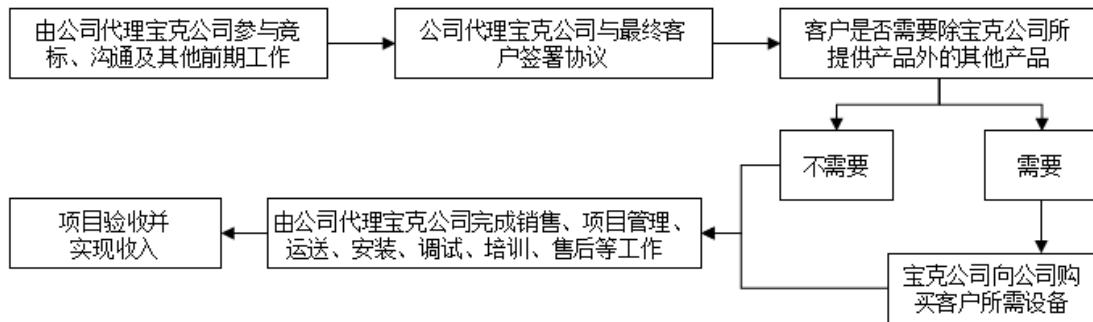 由公司代理宝克公司参与竞
标、沟通及其他前期工作
公司代理宝克公司与最终客
户签署协议
客户是否需要除宝克公司所
提供产品外的其他产品
不需要
需要
宝克公司向公司购
买客户所需设备
由公司代理宝克公司完成销售、项目管理、
运送、安装、调试、培训、售后等工作
项目验收并
实现收入